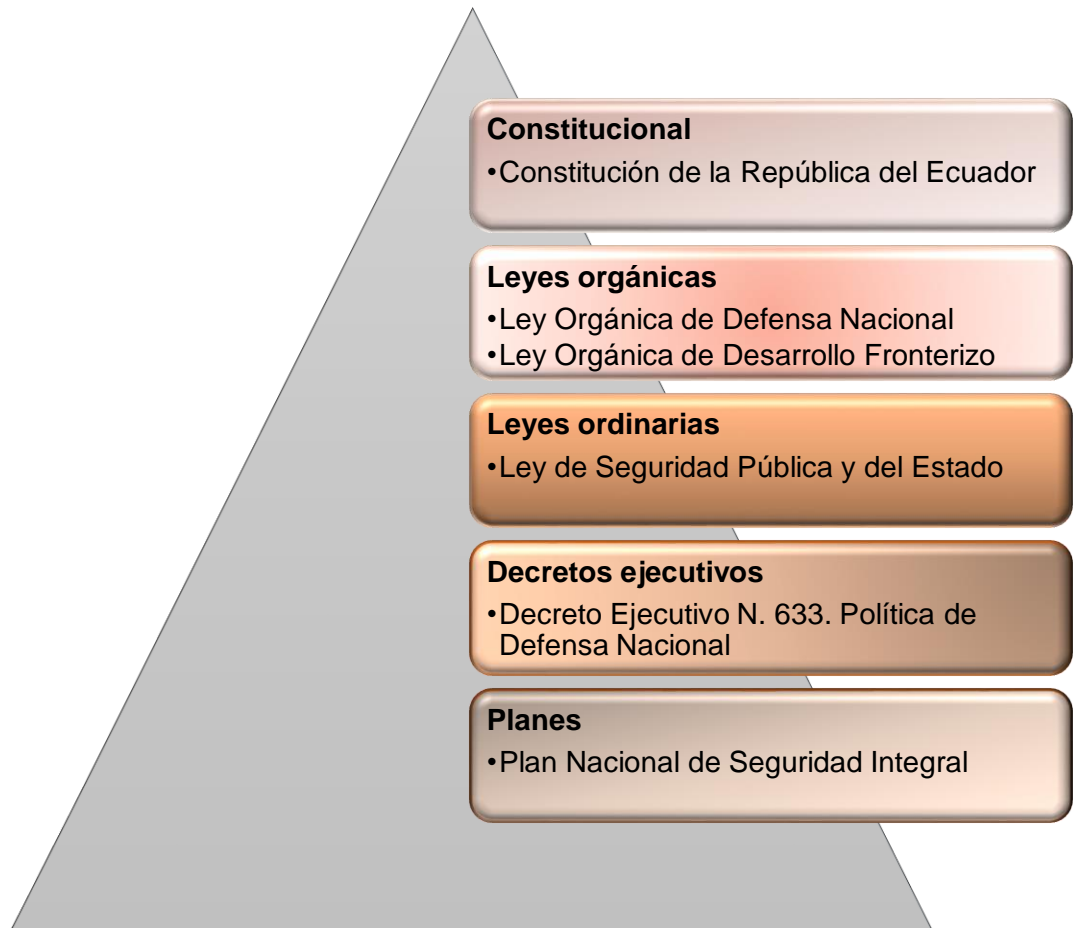 Constitucional
•Constitución de la República del Ecuador
Leyes orgánicas
•Ley Orgánica de Defensa Nacional
•Ley Orgánica de Desarrollo Fronterizo
Leyes ordinarias
•Ley de Seguridad Pública y del Estado
Decretos ejecutivos
•Decreto Ejecutivo N. 633. Política de
Defensa Nacional
Planes
•Plan Nacional de Seguridad Integral